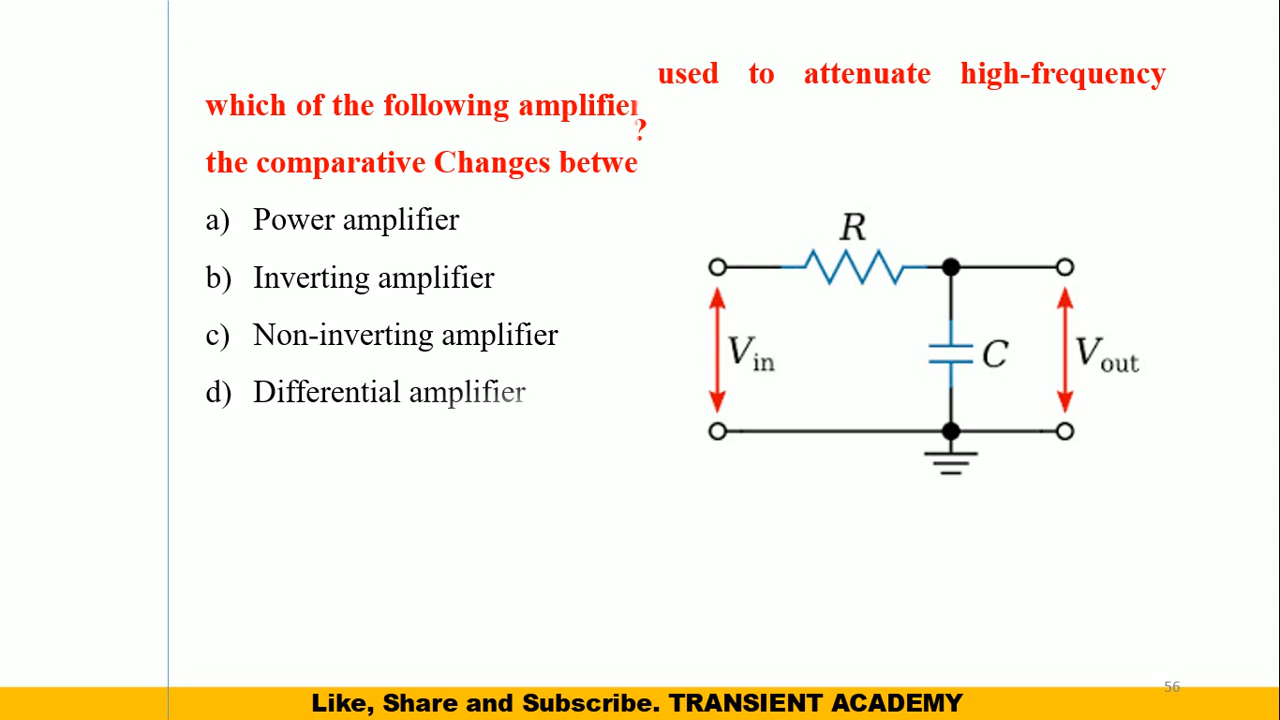 used to attenuate high-frequency
which of the following amplifier
?
the comparative Changes betwe
a) Power amplifier
b) Inverting amplifier
c) Non-inverting amplifier
d) Differential amplifier
R
Vin
C
Vout
56
Like, Share and Subscribe. TRANSIENT ACADEMY